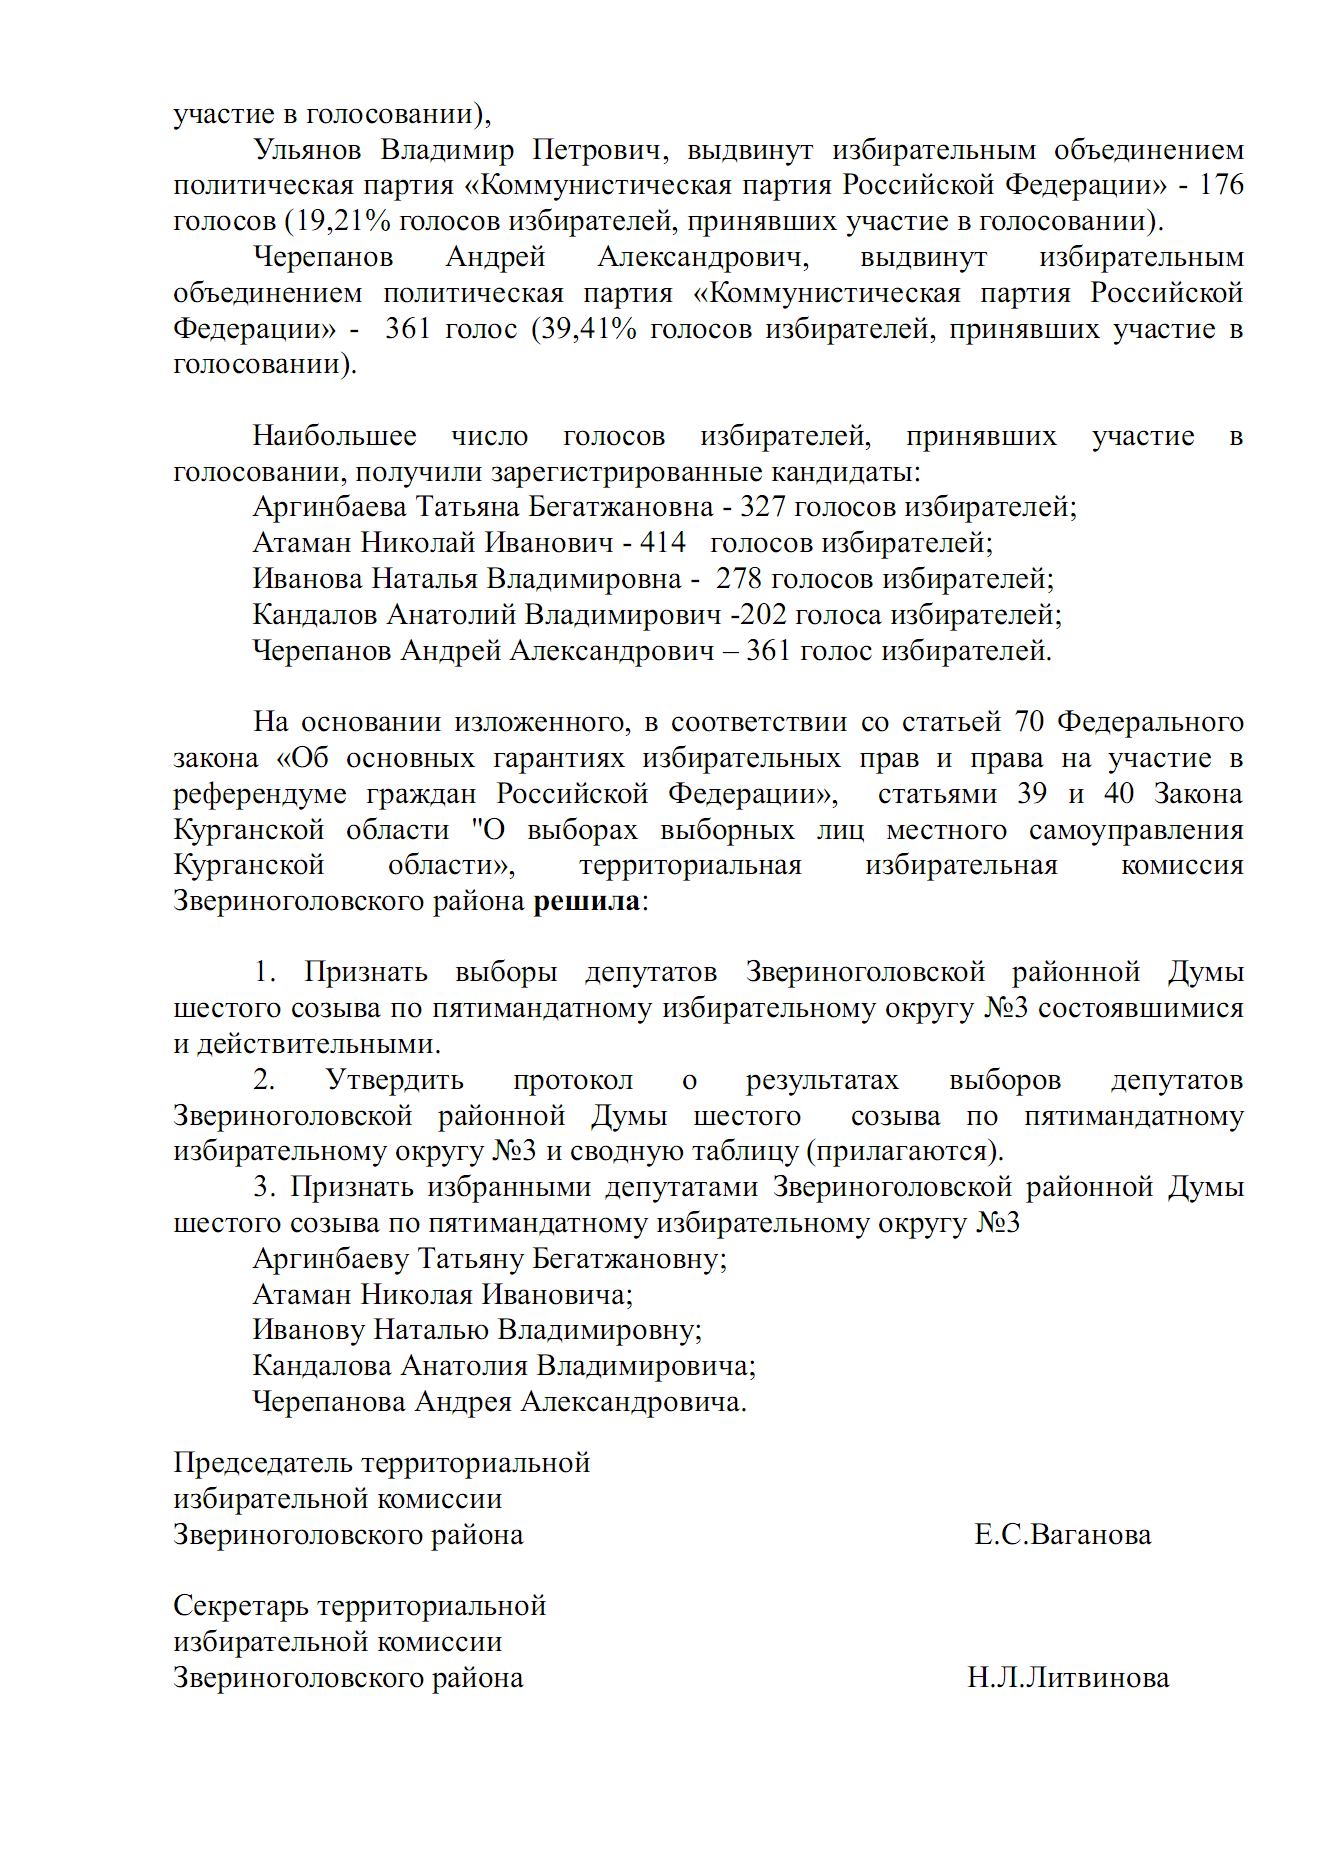 участие в голосовании),
Ульянов Владимир Петрович, выдвинут избирательным объединением
политическая партия «Коммунистическая партия Российской Федерации» - 176
голосов (19,21% голосов избирателей, принявших участие в голосовании).
Черепанов Андрей Александрович, выдвинут избирательным
объединением политическая партия «Коммунистическая партия Российской
Федерации» - 361 голос (39,41% голосов избирателей, принявших участие в
голосовании).
Наибольшее число голосов избирателей, принявших участие в
голосовании, получили зарегистрированные кандидаты:
Аргинбаева Татьяна Бегатжановна - 327 голосов избирателей;
Атаман Николай Иванович - 414 голосов избирателей;
Иванова Наталья Владимировна - 278 голосов избирателей;
Кандалов Анатолий Владимирович -202 голоса избирателей;
Черепанов Андрей Александрович – 361 голос избирателей.
На основании изложенного, в соответствии со статьей 70 Федерального
закона «Об основных гарантиях избирательных прав и права на участие в
референдуме граждан Российской Федерации», статьями 39 и 40 Закона
Курганской области "О выборах выборных лиц местного самоуправления
Курганской области», территориальная избирательная комиссия
Звериноголовского района решила:
1. Признать выборы депутатов Звериноголовской районной Думы
шестого созыва по пятимандатному избирательному округу №3 состоявшимися
и действительными.
2. Утвердить протокол о результатах выборов депутатов
Звериноголовской районной Думы шестого созыва по пятимандатному
избирательному округу №3 и сводную таблицу (прилагаются).
3. Признать избранными депутатами Звериноголовской районной Думы
шестого созыва по пятимандатному избирательному округу №3
Аргинбаеву Татьяну Бегатжановну;
Атаман Николая Ивановича;
Иванову Наталью Владимировну;
Кандалова Анатолия Владимировича;
Черепанова Андрея Александровича.
Председатель территориальной
избирательной комиссии
Звериноголовского района Е.С.Ваганова
Секретарь территориальной
избирательной комиссии
Звериноголовского района Н.Л.Литвинова